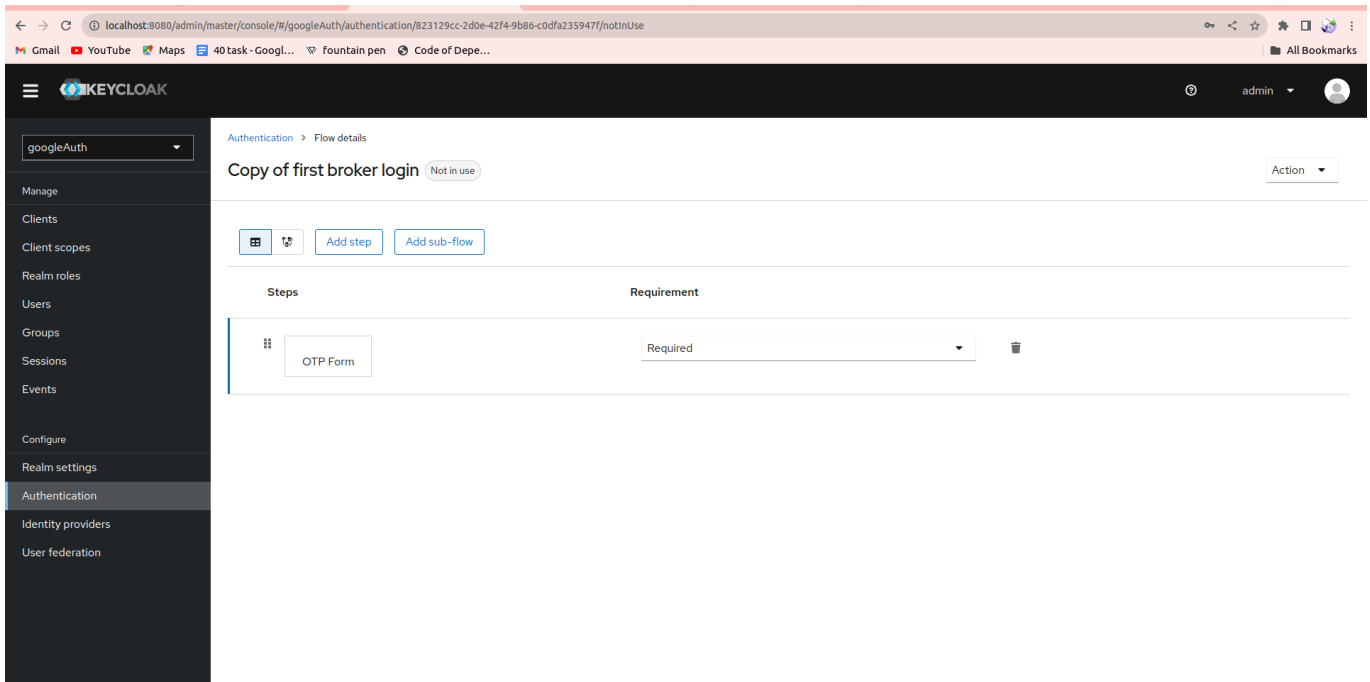 localhost:8080/admin/master/console/#/googleAuth/authentication/823129cc-2d0e-42f4-9b86-c0dfa235947f/notInUse
Gmail YouTube Maps 40 task - Googl... fountain pen Code of Depe... All Bookmarks
KEYCLOAK admin
googleAuth
Manage
Clients
Client scopes
Realm roles
Users
Groups
Sessions
Events
Configure
Realm settings
Authentication
Identity providers
User federation
Authentication > Flow details
Copy of first broker login Not in use Action
Add step Add sub-flow
Steps Requirement
OTP Form Required